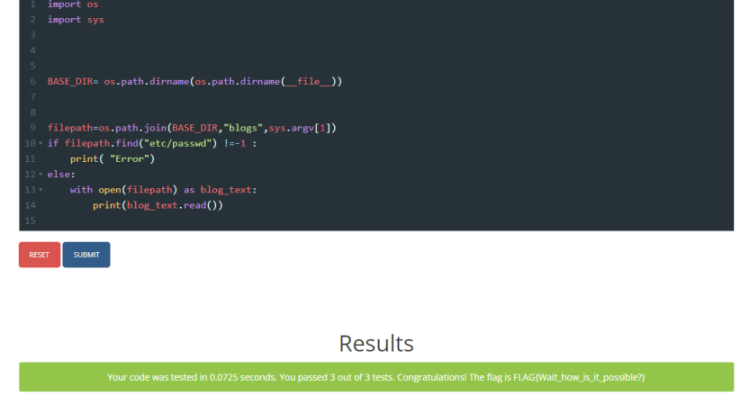 1 import os
2 import sys
3
4
5
6 BASE_DIR= os.path.dirname(os.path.dirname(__file__))
7
8
9 filepath=os.path.join(BASE_DIR,"blogs",sys.argv[1])
10 if filepath.find("etc/passwd") !=-1 :
11     print( "Error")
12 else:
13     with open(filepath) as blog_text:
14         print(blog_text.read())
15
RESET SUBMIT
Results
Your code was tested in 0.0725 seconds. You passed 3 out of 3 tests. Congratulations! The flag is FLAG{Wait_how_is_it_possible?}